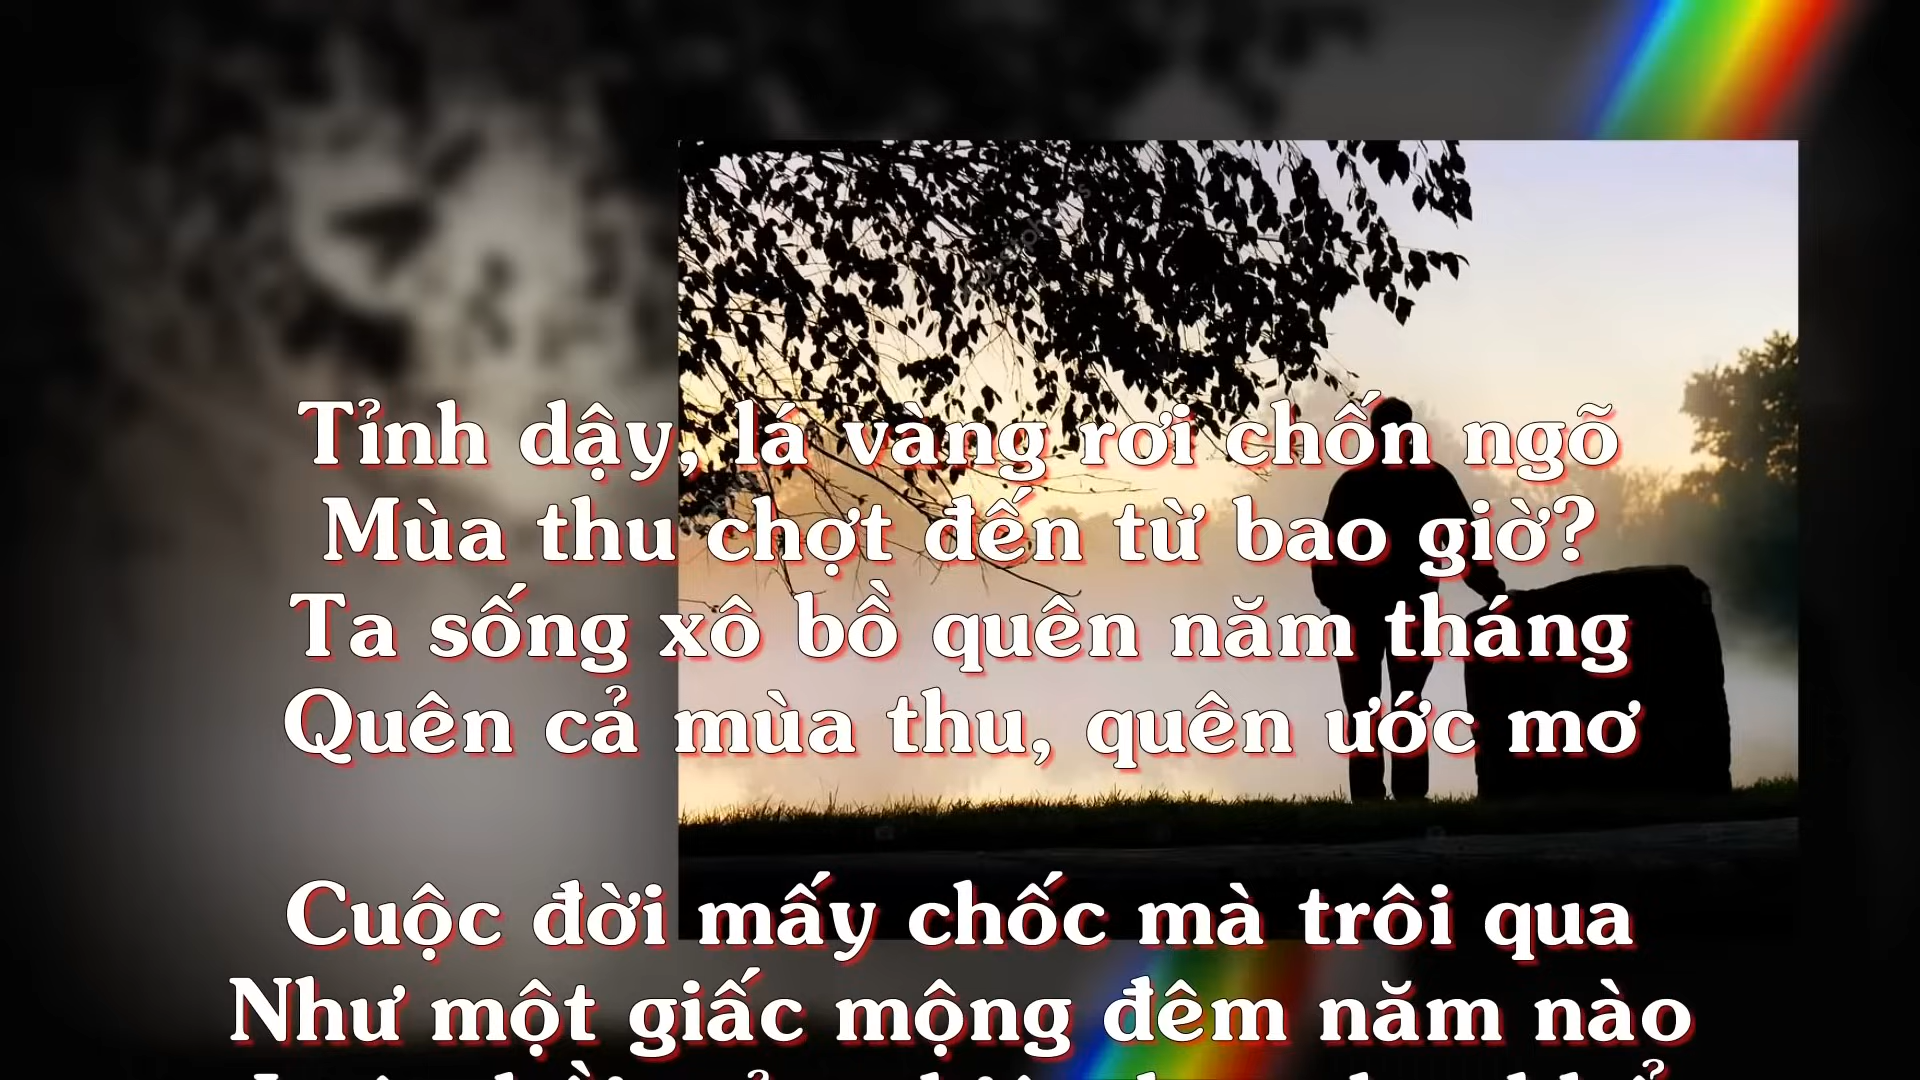 Tỉnh dậy, lá vàng rơi chốn ngõ
Mùa thu chợt đến từ bao giờ?
Ta sống xô bồ quên năm tháng
Quên cả mùa thu, quên ước mơ
Cuộc đời mấy chốc mà trôi qua
Như một giấc mộng đêm năm nào